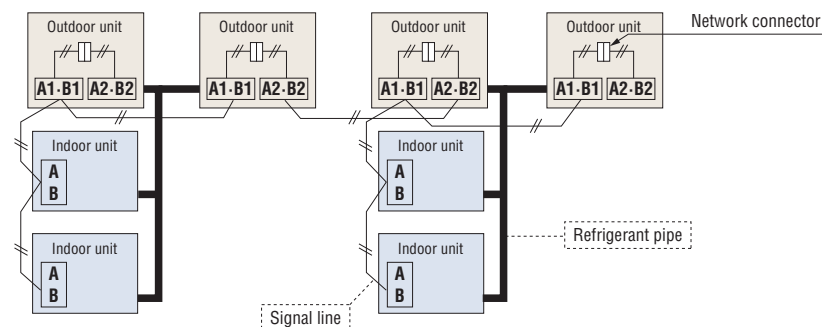 Outdoor unit
Outdoor unit
Outdoor unit
Outdoor unit
Network connector
A1·B1 A2·B2
A1·B1 A2·B2
A1·B1 A2·B2
A1·B1 A2·B2
Indoor unit
A
B
Indoor unit
A
B
Indoor unit
A
B
Indoor unit
A
B
Refrigerant pipe
Signal line